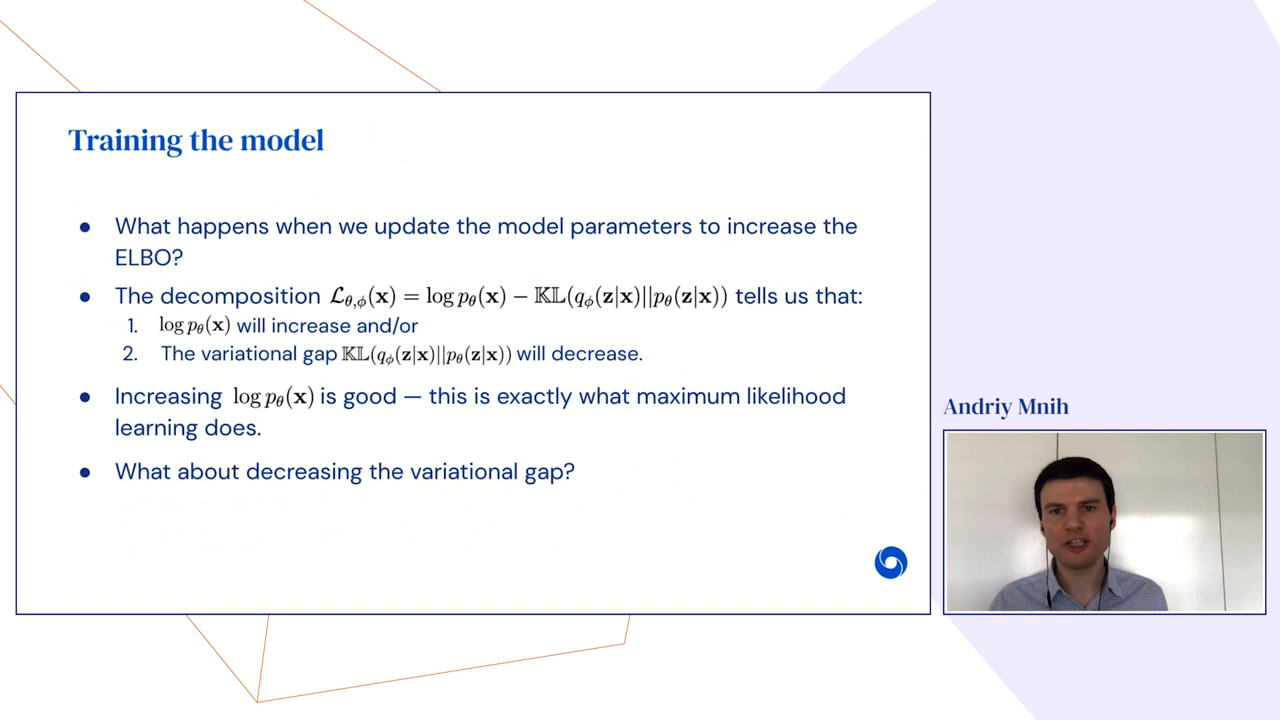 Training the model
● What happens when we update the model parameters to increase the
ELBO?
● The decomposition 𝓛θ,ϕ(x) = log pθ(x) − 𝕂𝕃(qϕ(z|x)||pθ(z|x)) tells us that:
1. log pθ(x) will increase and/or
2. The variational gap 𝕂𝕃(qϕ(z|x)||pθ(z|x)) will decrease.
● Increasing log pθ(x) is good — this is exactly what maximum likelihood
learning does.
● What about decreasing the variational gap?
Andriy Mnih